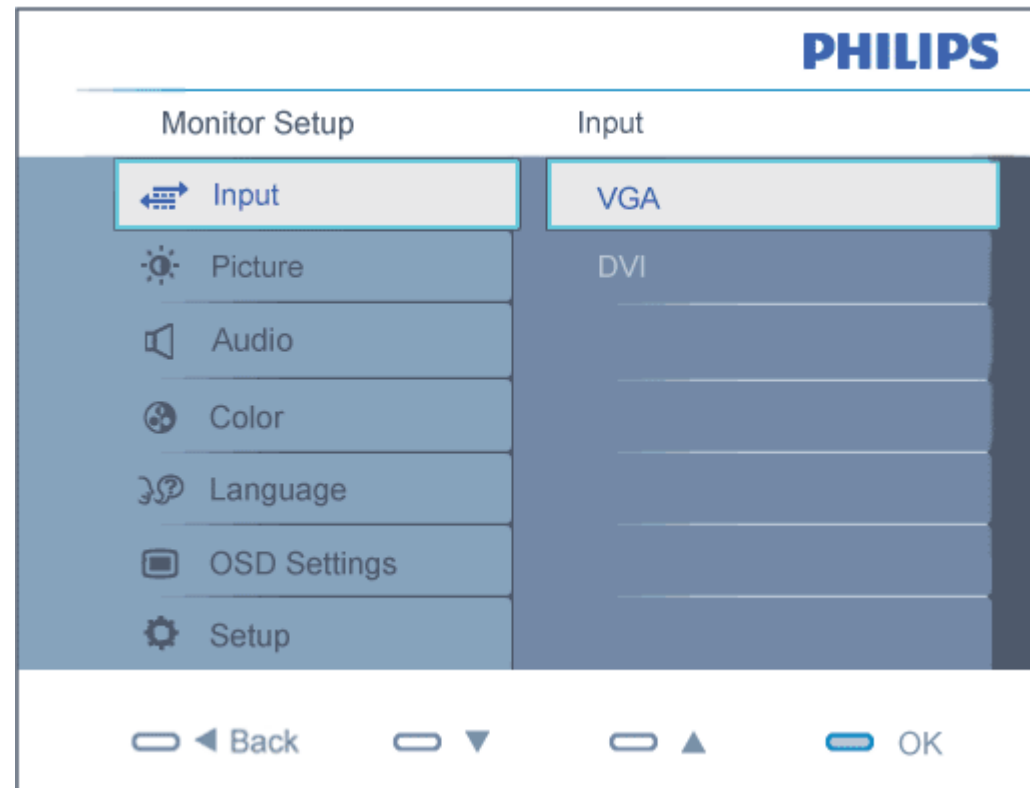 PHILIPS
Monitor Setup
Input
Input
VGA
Picture
DVI
Audio
Color
Language
OSD Settings
Setup
Back
OK